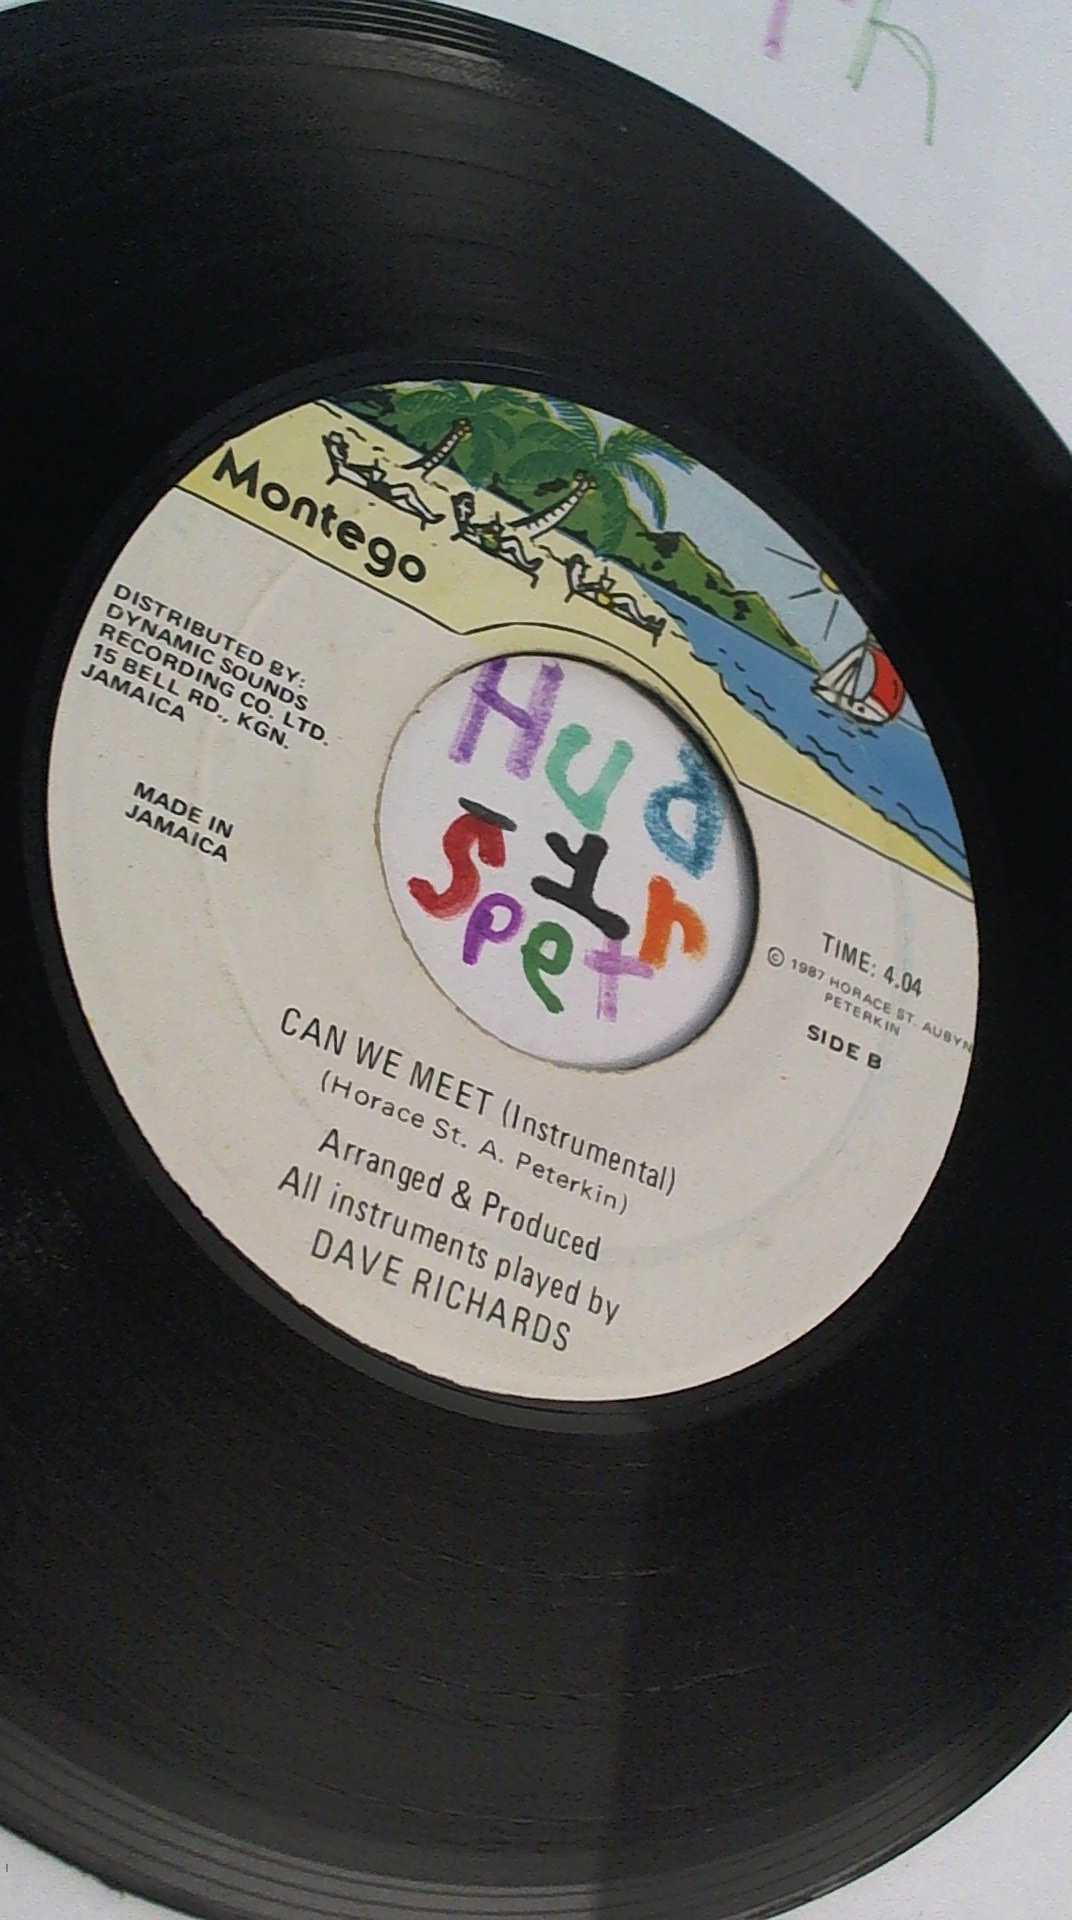 Montego
DISTRIBUTED BY:
DYNAMIC SOUNDS
RECORDING CO. LTD.
15 BELL RD., KGN.
JAMAICA
MADE IN
JAMAICA
Hud
-1r
Spet
TIME: 4.04
© 1987 HORACE ST. AUBYN
PETERKIN
SIDE B
CAN WE MEET (Instrumental)
(Horace St. A. Peterkin)
Arranged & Produced
All instruments played by
DAVE RICHARDS